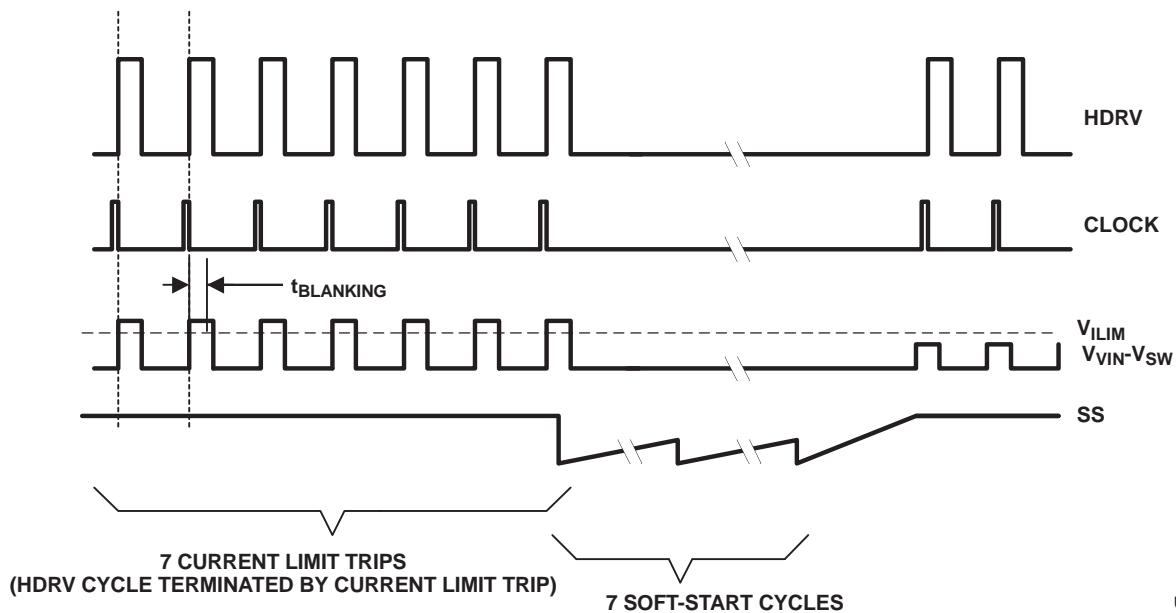 HDRV
CLOCK
tBLANKING
VILIM
VVIN-VSW
SS
7 CURRENT LIMIT TRIPS
(HDRV CYCLE TERMINATED BY CURRENT LIMIT TRIP)
7 SOFT-START CYCLES